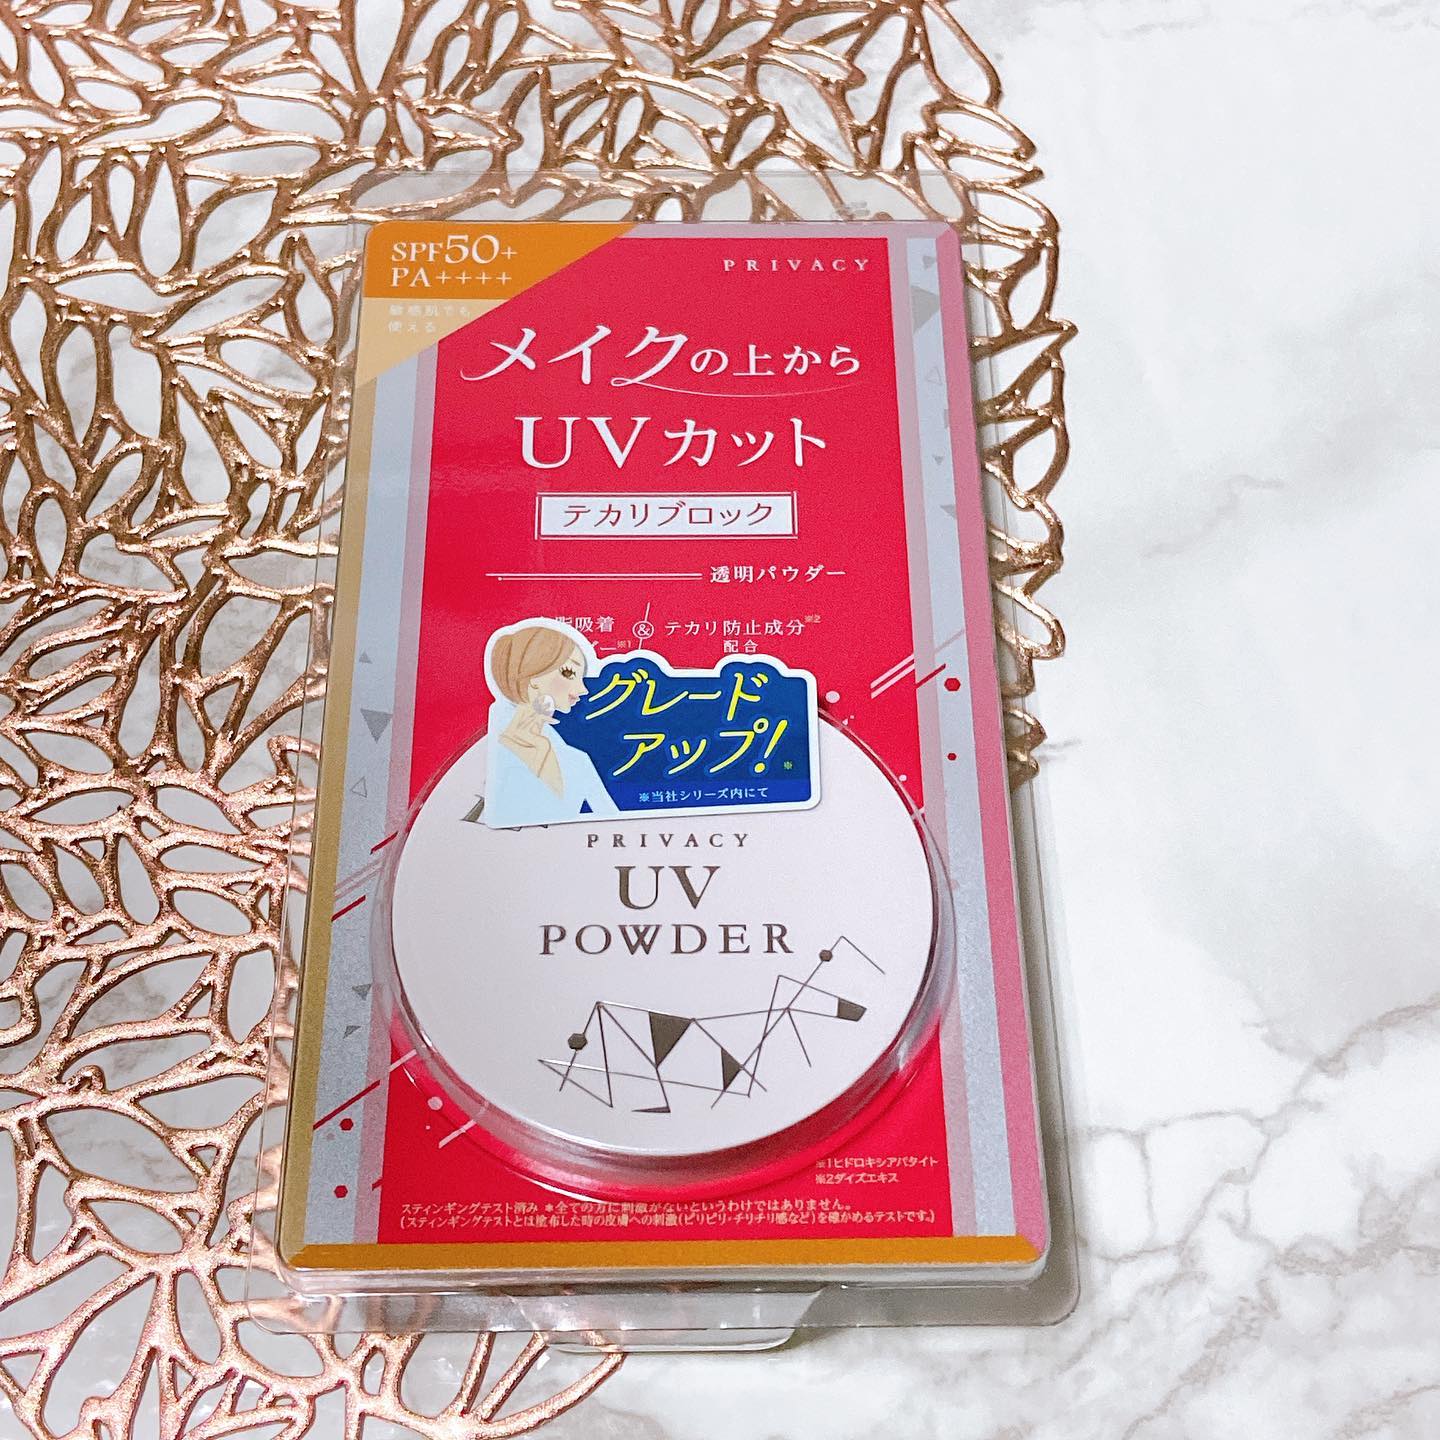 SPF50+
PA++++
敏感肌でも
使える
PRIVACY
メイクの上から
UVカット
テカリブロック
透明パウダー
脂吸着
ー※1
&
テカリ防止成分※2
配合
グレード
アップ!※
※当社シリーズ内にて
PRIVACY
UV
POWDER
※1ヒドロキシアパタイト
※2ダイズエキス
スティンギングテスト済み ＊全ての方に刺激がないというわけではありません。
(スティンギングテストとは塗布した時の皮膚への刺激(ピリピリ・チリチリ感など)を確かめるテストです。)